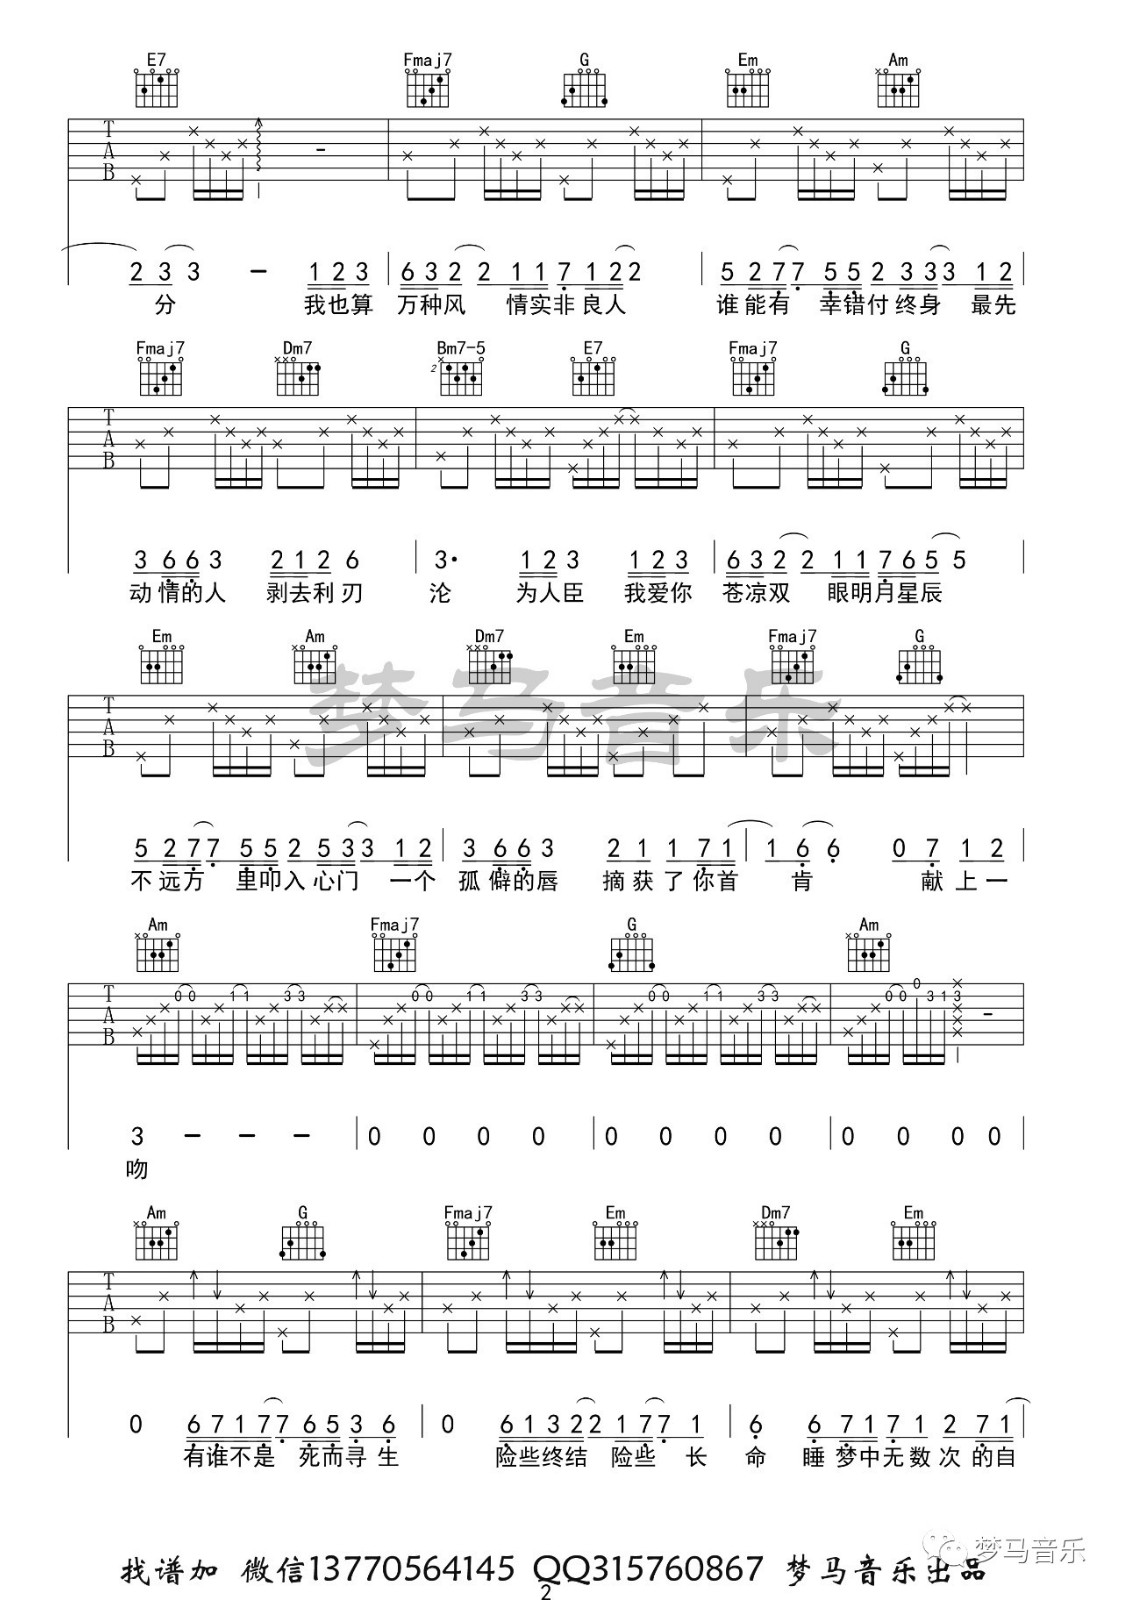 E7 Fmaj7 G Em Am
T
A
B
2 3 3 - 1 2 3 6 3 2 2 1 1 7 1 2 2 5 2 7 7 5 5 2 3 3 3 1 2
分 我也算 万种风 情实非良人 谁能有 幸错付终身 最先
Fmaj7 Dm7 Bm7-5 E7 Fmaj7 G
2
T
A
B
3 6 6 3 2 1 2 6 3· 1 2 3 1 2 3 6 3 2 2 1 1 7 6 5 5
动情的人 剥去利刃 沦 为人臣 我爱你 苍凉双 眼明月星辰
Em Am Dm7 Em Fmaj7 G
T
A
B
5 2 7 7 5 5 2 5 3 3 1 2 3 6 6 3 2 1 1 7 1 1 6 6 0 7 1 2
不远方 里叩入心门 一个 孤僻的唇 摘获了你首 肯 献上一
Am Fmaj7 G Am
T
A
B
0 0 1 1 3 3 0 0 1 1 3 3 0 0 1 1 3 3 0 0 0 3 1 3
3 - - - 0 0 0 0 0 0 0 0 0 0 0 0
吻
Am G Fmaj7 Em Dm7 Em
T
A
B
0 6 7 1 7 7 6 5 3 6 0 6 1 3 2 2 1 7 7 1 6 6 7 1 7 1 2 7 1
有谁不是 死而寻生 险些终结 险些 长 命 睡梦中无数次的自
梦马音乐
找谱加 微信13770564145 QQ315760867 梦马音乐出品
2
梦马音乐